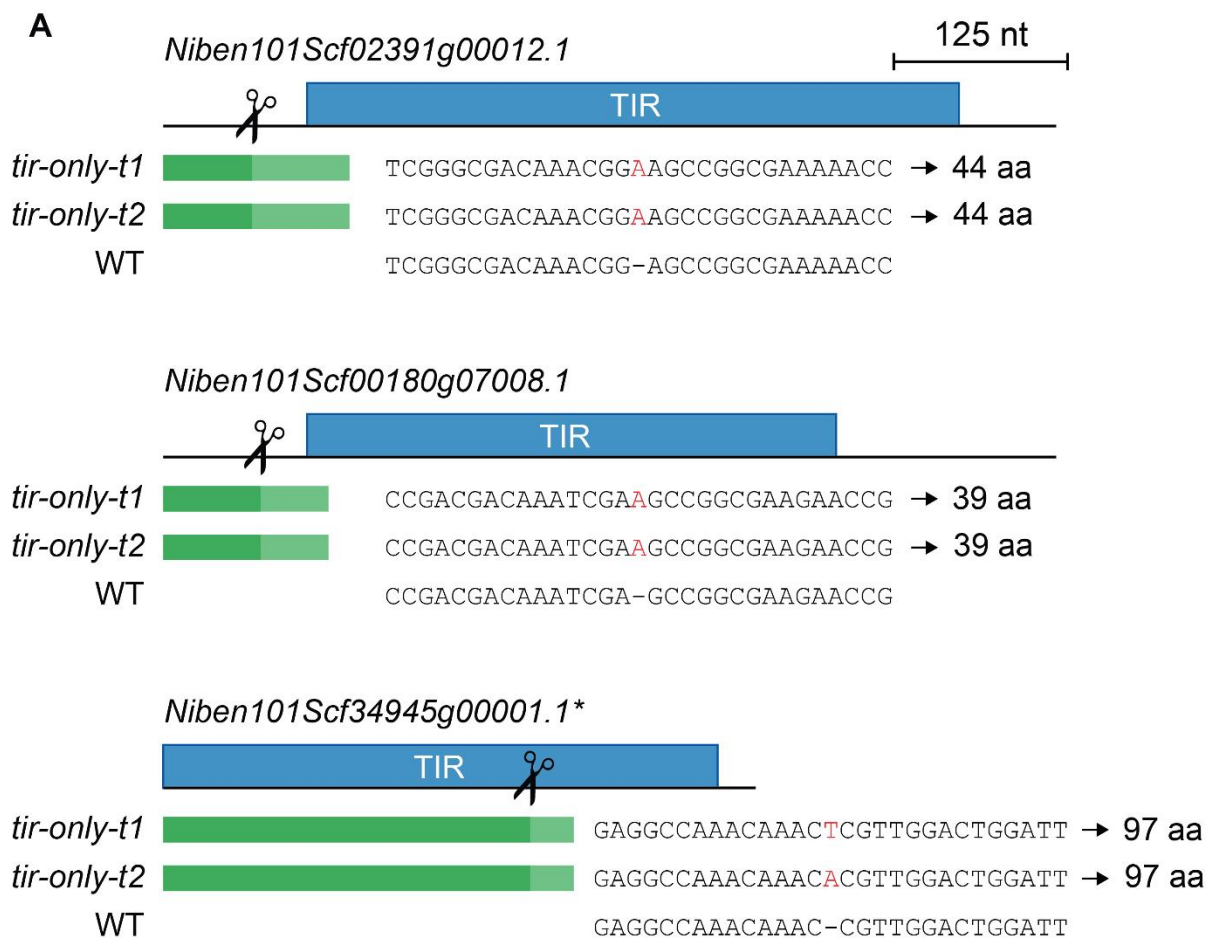 A
Niben101Scf02391g00012.1
125 nt
TIR
tir-only-t1 TCGGGCGACAAACGGAAGCCGGCGAAAAACC → 44 aa
tir-only-t2 TCGGGCGACAAACGGAAGCCGGCGAAAAACC → 44 aa
WT TCGGGCGACAAACGG-AGCCGGCGAAAAACC
Niben101Scf00180g07008.1
TIR
tir-only-t1 CCGACGACAAATCGAAGCCGGCGAAGAACCG → 39 aa
tir-only-t2 CCGACGACAAATCGAAGCCGGCGAAGAACCG → 39 aa
WT CCGACGACAAATCGA-GCCGGCGAAGAACCG
Niben101Scf34945g00001.1*
TIR
tir-only-t1 GAGGCCAAACAAACTCGTTGGACTGGATT → 97 aa
tir-only-t2 GAGGCCAAACAAACACGTTGGACTGGATT → 97 aa
WT GAGGCCAAACAAAC-CGTTGGACTGGATT